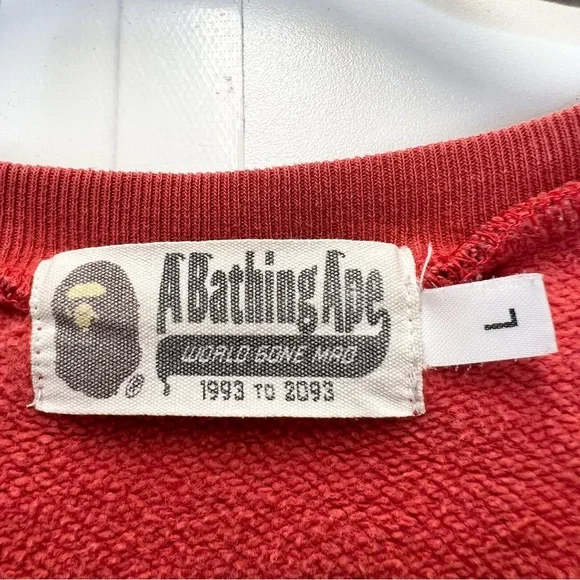 A Bathing Ape
WORLD GONE MAD
1993 TO 2093
®
L